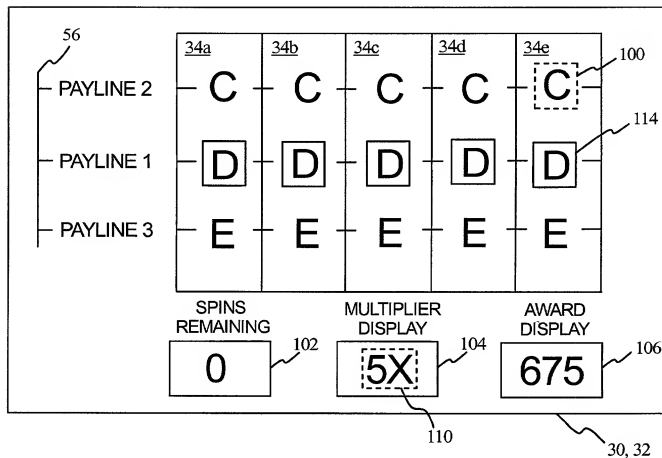 56
34a 34b 34c 34d 34e
100
PAYLINE 2 C C C C C
114
PAYLINE 1 D D D D D
PAYLINE 3 E E E E E
SPINS REMAINING
MULTIPLIER DISPLAY
AWARD DISPLAY
0 102
5X 104
675 106
110
30, 32